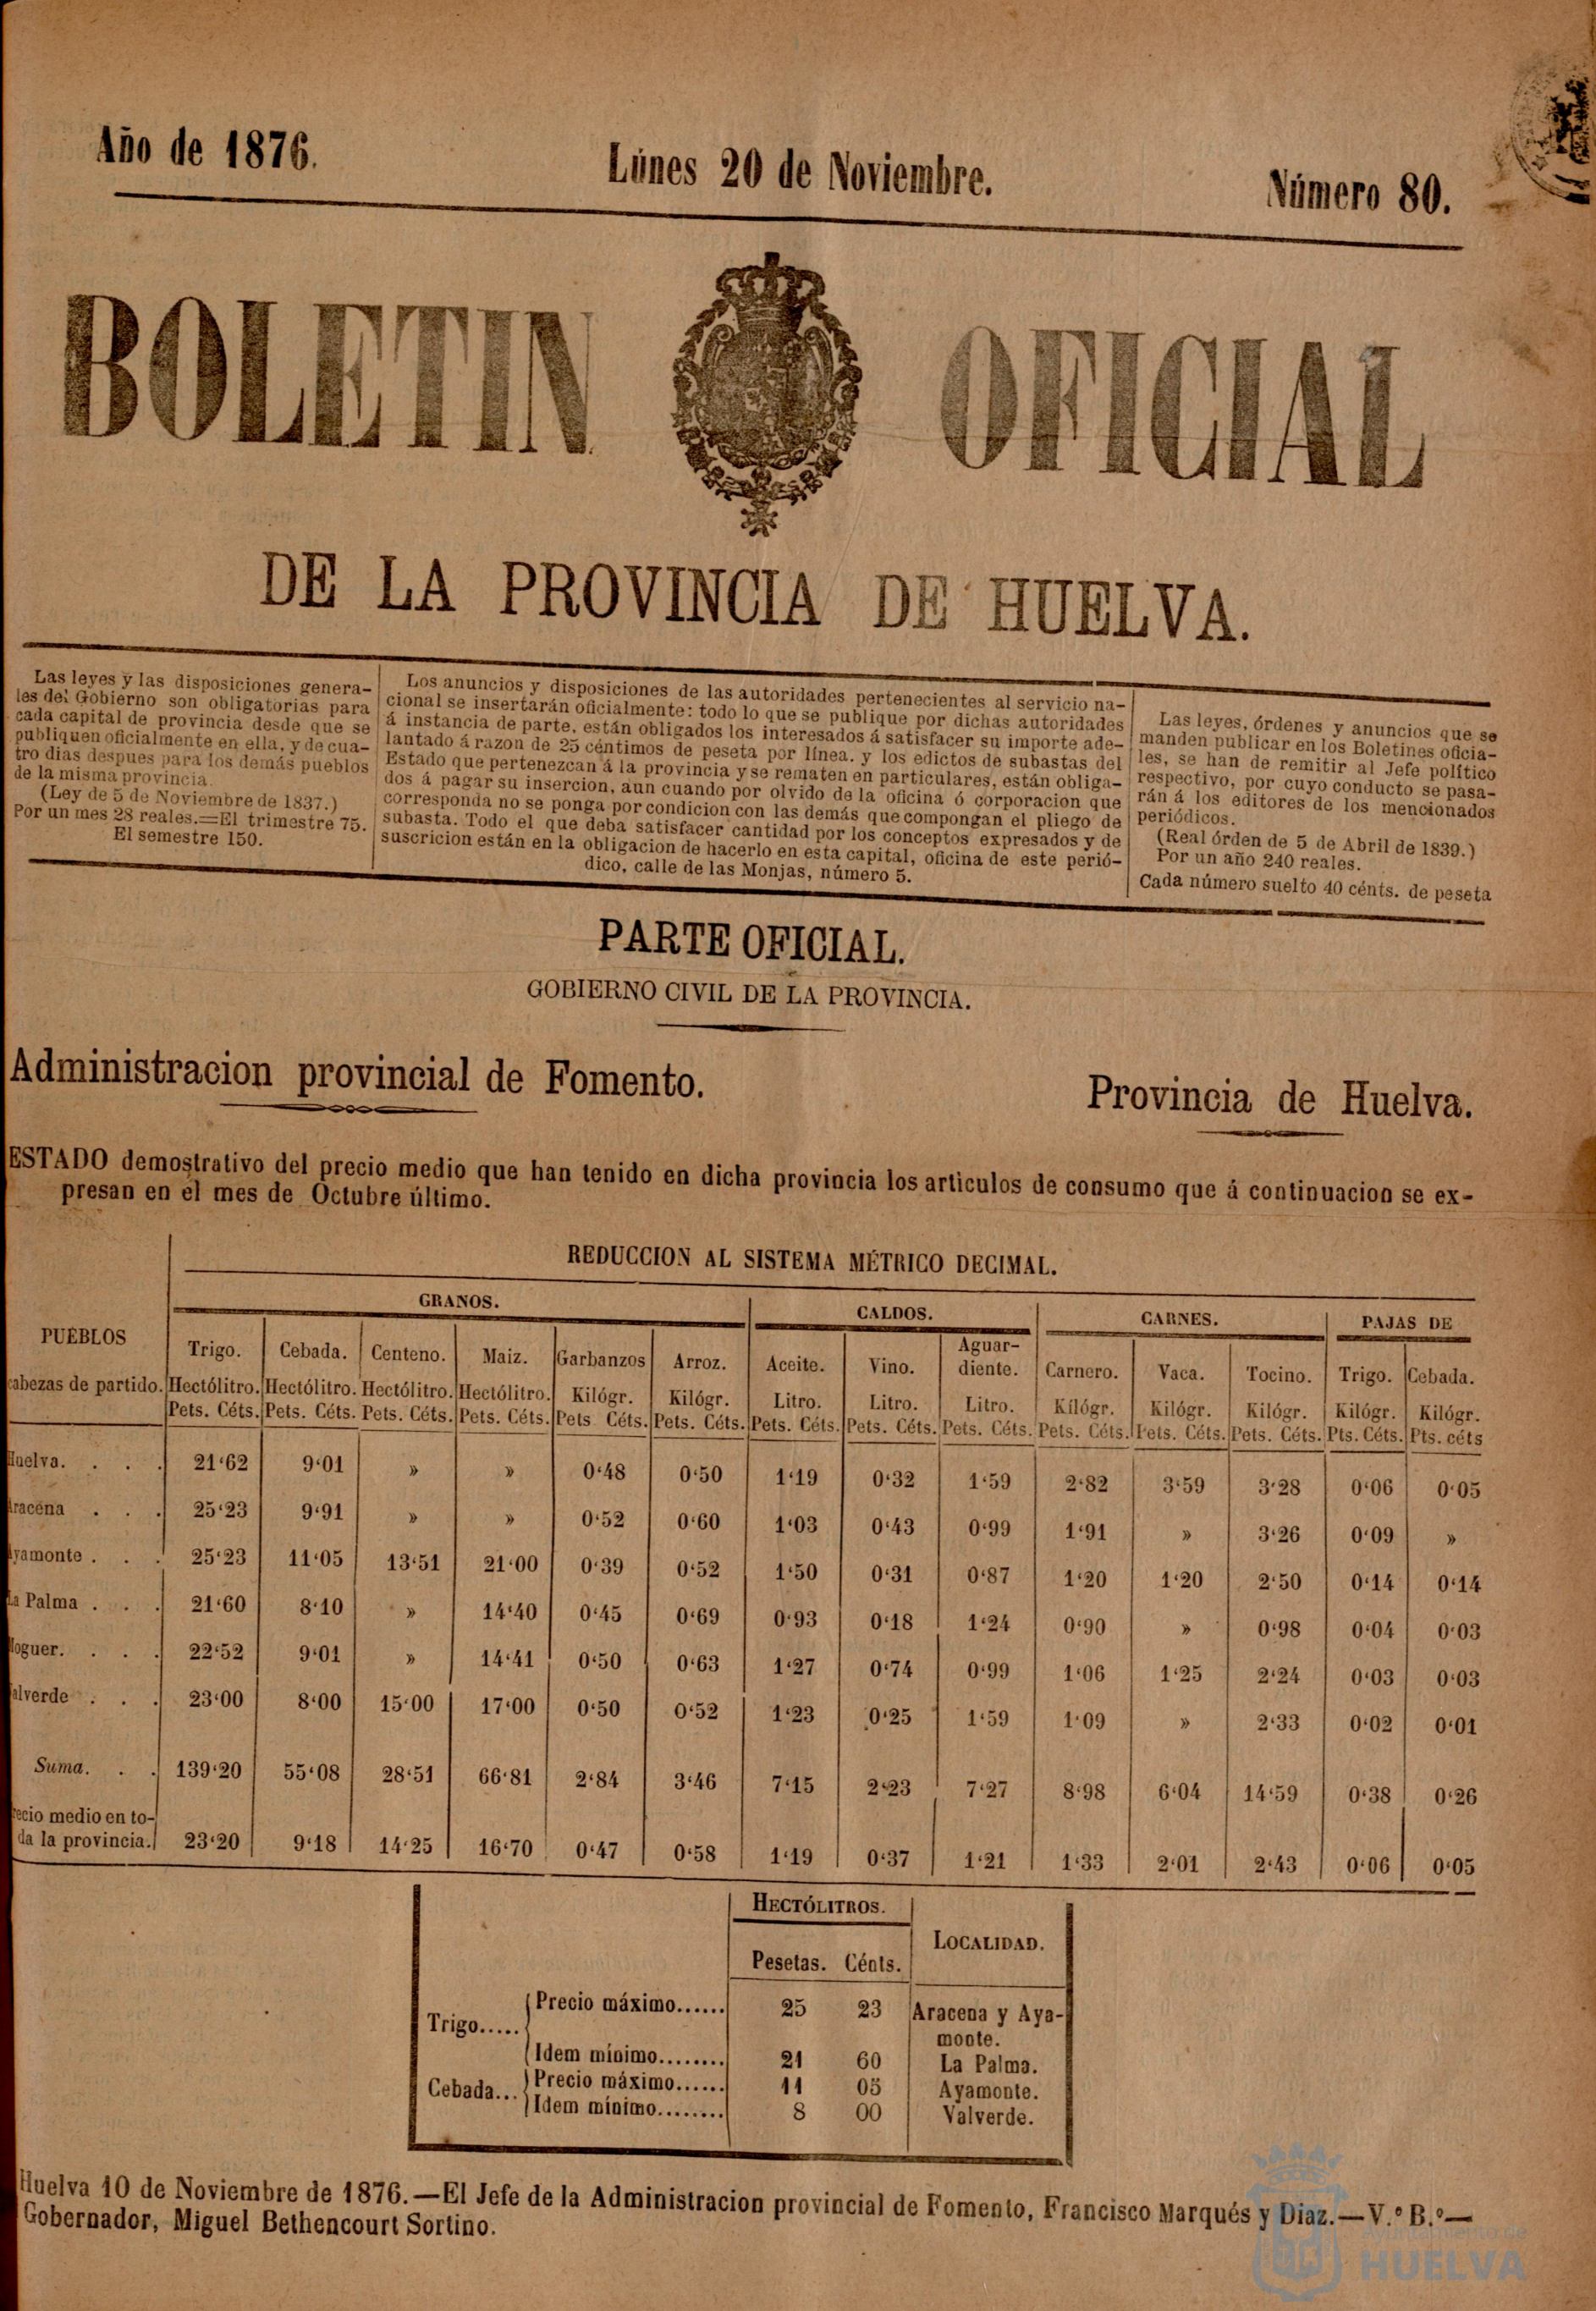 Año de 1876.
Lúnes 20 de Noviembre.
Número 80.
BOLETIN OFICIAL
DE LA PROVINCIA DE HUELVA.
Las leyes y las disposiciones genera-
les del Gobierno son obligatorias para
cada capital de provincia desde que se
publiquen oficialmente en ella, y de cua-
tro dias despues para los demás pueblos
de la misma provincia.
(Ley de 5 de Noviembre de 1837.)
Por un mes 28 reales.=El trimestre 75.
El semestre 150.
Los anuncios y disposiciones de las autoridades pertenecientes al servicio na-
cional se insertarán oficialmente: todo lo que se publique por dichas autoridades
á instancia de parte, están obligados los interesados á satisfacer su importe ade-
lantado á razon de 25 céntimos de peseta por línea. y los edictos de subastas del
Estado que pertenezcan á la provincia y se rematen en particulares, están obliga-
dos á pagar su insercion, aun cuando por olvido de la oficina ó corporacion que
corresponda no se ponga por condicion con las demás que compongan el pliego de
subasta. Todo el que deba satisfacer cantidad por los conceptos expresados y de
suscricion están en la obligacion de hacerlo en esta capital, oficina de este perió-
dico, calle de las Monjas, número 5.
Las leyes, órdenes y anuncios que se
manden publicar en los Boletines oficia-
les, se han de remitir al Jefe político
respectivo, por cuyo conducto se pasa-
rán á los editores de los mencionados
periódicos.
(Real órden de 5 de Abril de 1839.)
Por un año 240 reales.
Cada número suelto 40 cénts. de peseta
PARTE OFICIAL.
GOBIERNO CIVIL DE LA PROVINCIA.
Administracion provincial de Fomento.
Provincia de Huelva.
ESTADO demostrativo del precio medio que han tenido en dicha provincia los articulos de consumo que á continuacion se ex-
presan en el mes de Octubre último.
REDUCCION AL SISTEMA MÉTRICO DECIMAL.
GRANOS. CALDOS. CARNES. PAJAS DE
PUEBLOS Trigo. Cebada. Centeno. Maiz. Garbanzos Arroz. Aceite. Vino. Aguar-
diente. Carnero. Vaca. Tocino. Trigo. Cebada.
cabezas de partido. Hectólitro. Hectólitro. Hectólitro. Hectólitro. Kilógr. Kilógr. Litro. Litro. Litro. Kilógr. Kilógr. Kilógr. Kilógr. Kilógr.
Pets. Céts. Pets. Céts. Pets. Céts. Pets. Céts. Pets Céts. Pets. Céts. Pets. Céts. Pets. Céts. Pets. Céts. Pets. Céts. Pets. Céts. Pets. Céts. Pts. Céts. Pts. céts
Huelva. . . . 21‘62 9‘01 » » 0‘48 0‘50 1‘19 0‘32 1‘59 2‘82 3‘59 3‘28 0‘06 0‘05
Aracena . . . 25‘23 9‘91 » » 0‘52 0‘60 1‘03 0‘43 0‘99 1‘91 » 3‘26 0‘09 »
Ayamonte . . . 25‘23 11‘05 13‘51 21‘00 0‘39 0‘52 1‘50 0‘31 0‘87 1‘20 1‘20 2‘50 0‘14 0‘14
La Palma . . . 21‘60 8‘10 » 14‘40 0‘45 0‘69 0‘93 0‘18 1‘24 0‘90 » 0‘98 0‘04 0‘03
Moguer. . . . 22‘52 9‘01 » 14‘41 0‘50 0‘63 1‘27 0‘74 0‘99 1‘06 1‘25 2‘24 0‘03 0‘03
Valverde . . . 23‘00 8‘00 15‘00 17‘00 0‘50 0‘52 1‘23 0‘25 1‘59 1‘09 » 2‘33 0‘02 0‘01
Suma. . . 139‘20 55‘08 28‘51 66‘81 2‘84 3‘46 7‘15 2‘23 7‘27 8‘98 6‘04 14‘59 0‘38 0‘26
Precio medio en to-
da la provincia. 23‘20 9‘18 14‘25 16‘70 0‘47 0‘58 1‘19 0‘37 1‘21 1‘33 2‘01 2‘43 0‘06 0‘05
HECTÓLITROS.
LOCALIDAD.
Pesetas. Cénts.
Trigo..... Precio máximo...... 25 23 Aracena y Aya-
monte.
Idem mínimo........ 21 60 La Palma.
Cebada... Precio máximo...... 11 05 Ayamonte.
Idem mínimo........ 8 00 Valverde.
Huelva 10 de Noviembre de 1876.—El Jefe de la Administracion provincial de Fomento, Francisco Marqués y Diaz.—V.º B.º—
Gobernador, Miguel Bethencourt Sortino.
Ayuntamiento de
HUELVA